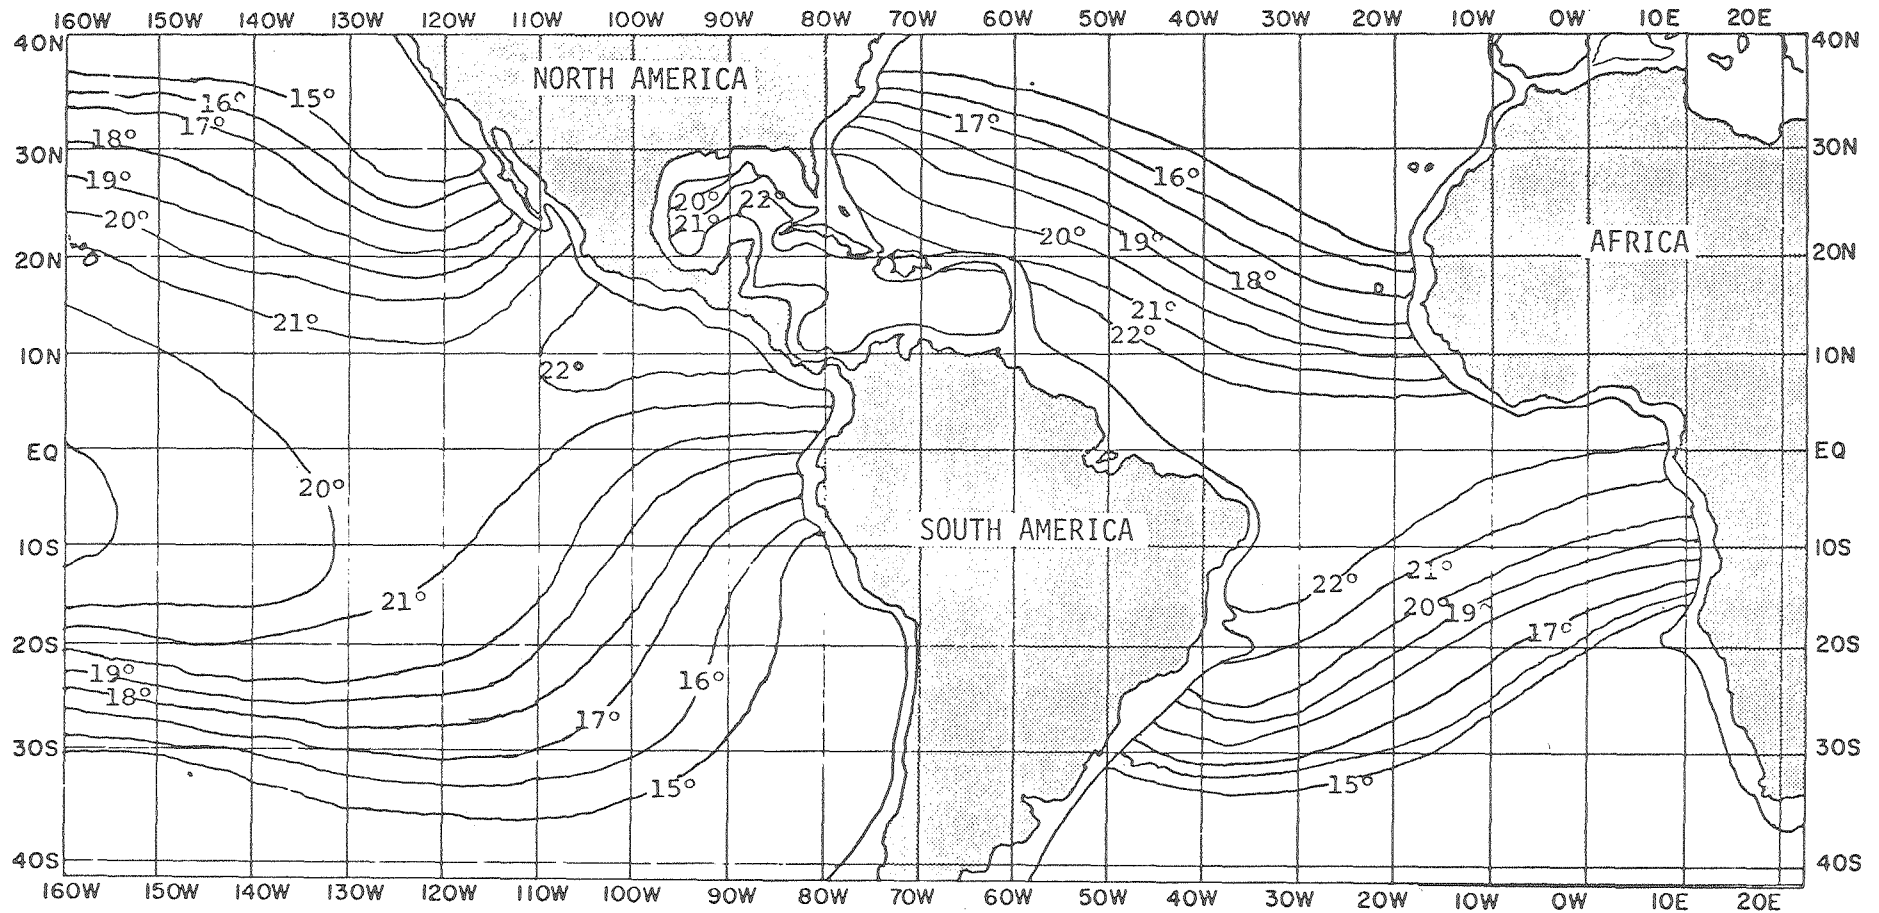 160W 150W 140W 130W 120W 110W 100W 90W 80W 70W 60W 50W 40W 30W 20W 10W 0W 10E 20E
40N 40N
NORTH AMERICA
16° 15°
17° 17°
18°
30N 30N
19° 16°
20° 22°
21°
20° 20° 19° AFRICA
20N 20N
18°
21° 21°
22°
10N 10N
22°
EQ EQ
20°
SOUTH AMERICA
10S 10S
21° 22° 21°
20° 19°
17°
20S 20S
19° 16°
18°
17°
30S 30S
15° 15°
40S 40S
160W 150W 140W 130W 120W 110W 100W 90W 80W 70W 60W 50W 40W 30W 20W 10W 0W 10E 20E